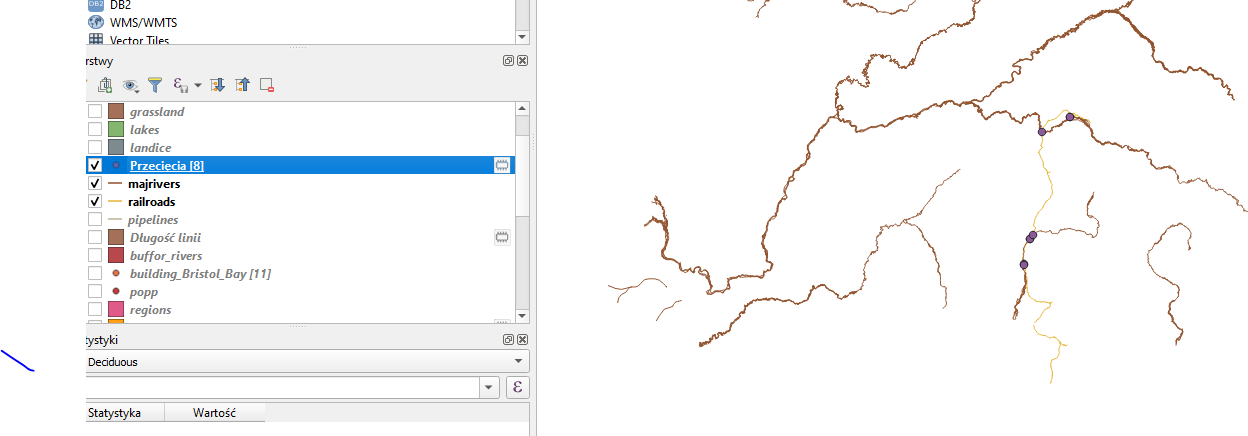 DB2
WMS/WMTS
Vector Tiles
rstwy
grassland
lakes
landice
Przecięcia [8]
majrivers
railroads
pipelines
Długość linii
buffor_rivers
building_Bristol_Bay [11]
popp
regions
tystyki
Deciduous
ε
Statystyka Wartość